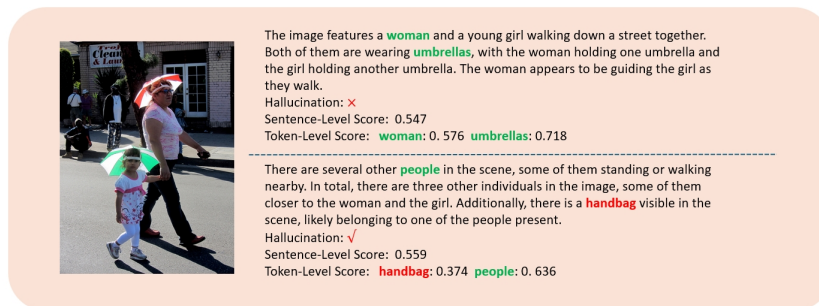 Clean
& Lau
The image features a woman and a young girl walking down a street together.
Both of them are wearing umbrellas, with the woman holding one umbrella and
the girl holding another umbrella. The woman appears to be guiding the girl as
they walk.
Hallucination: ×
Sentence-Level Score: 0.547
Token-Level Score: woman: 0. 576 umbrellas: 0.718
There are several other people in the scene, some of them standing or walking
nearby. In total, there are three other individuals in the image, some of them
closer to the woman and the girl. Additionally, there is a handbag visible in the
scene, likely belonging to one of the people present.
Hallucination: √
Sentence-Level Score: 0.559
Token-Level Score: handbag: 0.374 people: 0. 636